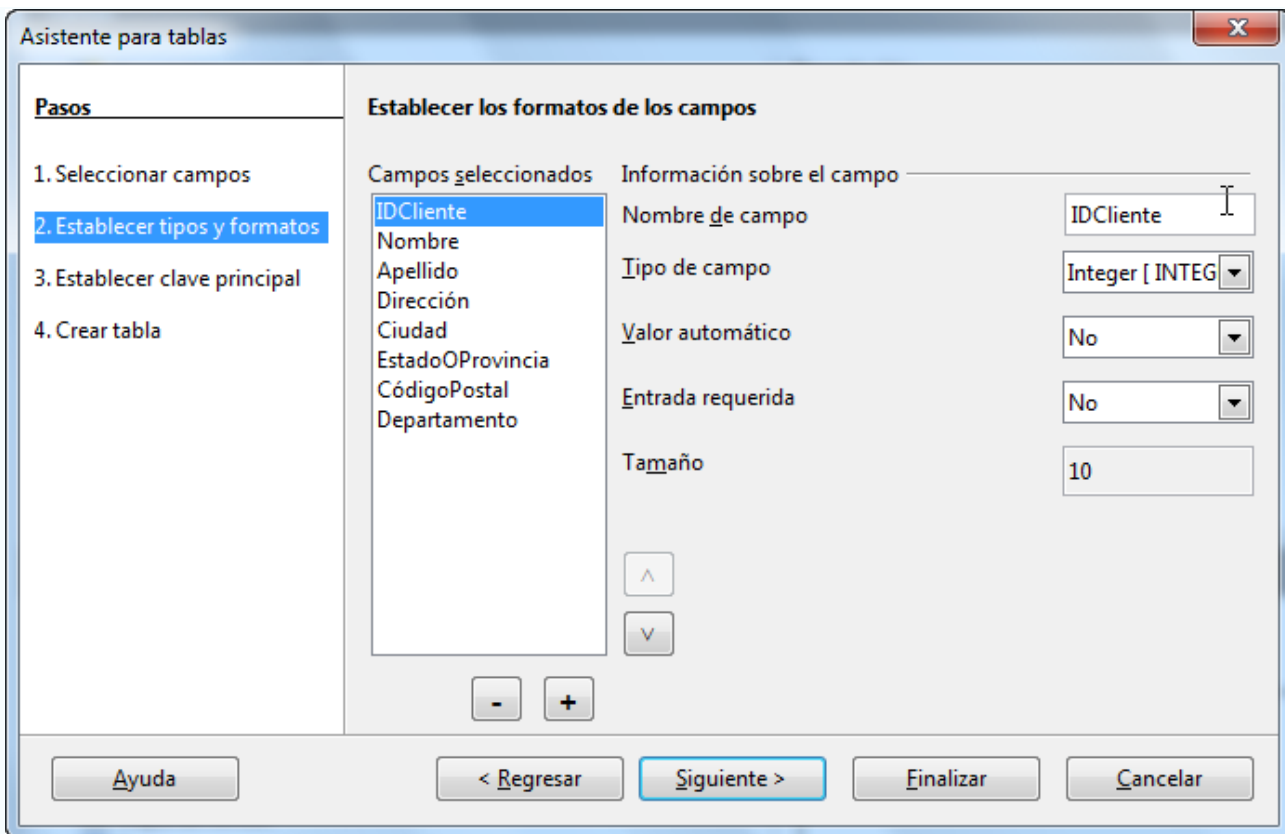 Asistente para tablas
X
Pasos
1. Seleccionar campos
2. Establecer tipos y formatos
3. Establecer clave principal
4. Crear tabla
Establecer los formatos de los campos
Campos seleccionados
IDCliente
Nombre
Apellido
Dirección
Ciudad
EstadoOProvincia
CódigoPostal
Departamento
- +
Información sobre el campo
Nombre de campo IDCliente
Tipo de campo Integer [ INTEG
Valor automático No
Entrada requerida No
Tamaño 10
Ayuda < Regresar Siguiente > Finalizar Cancelar